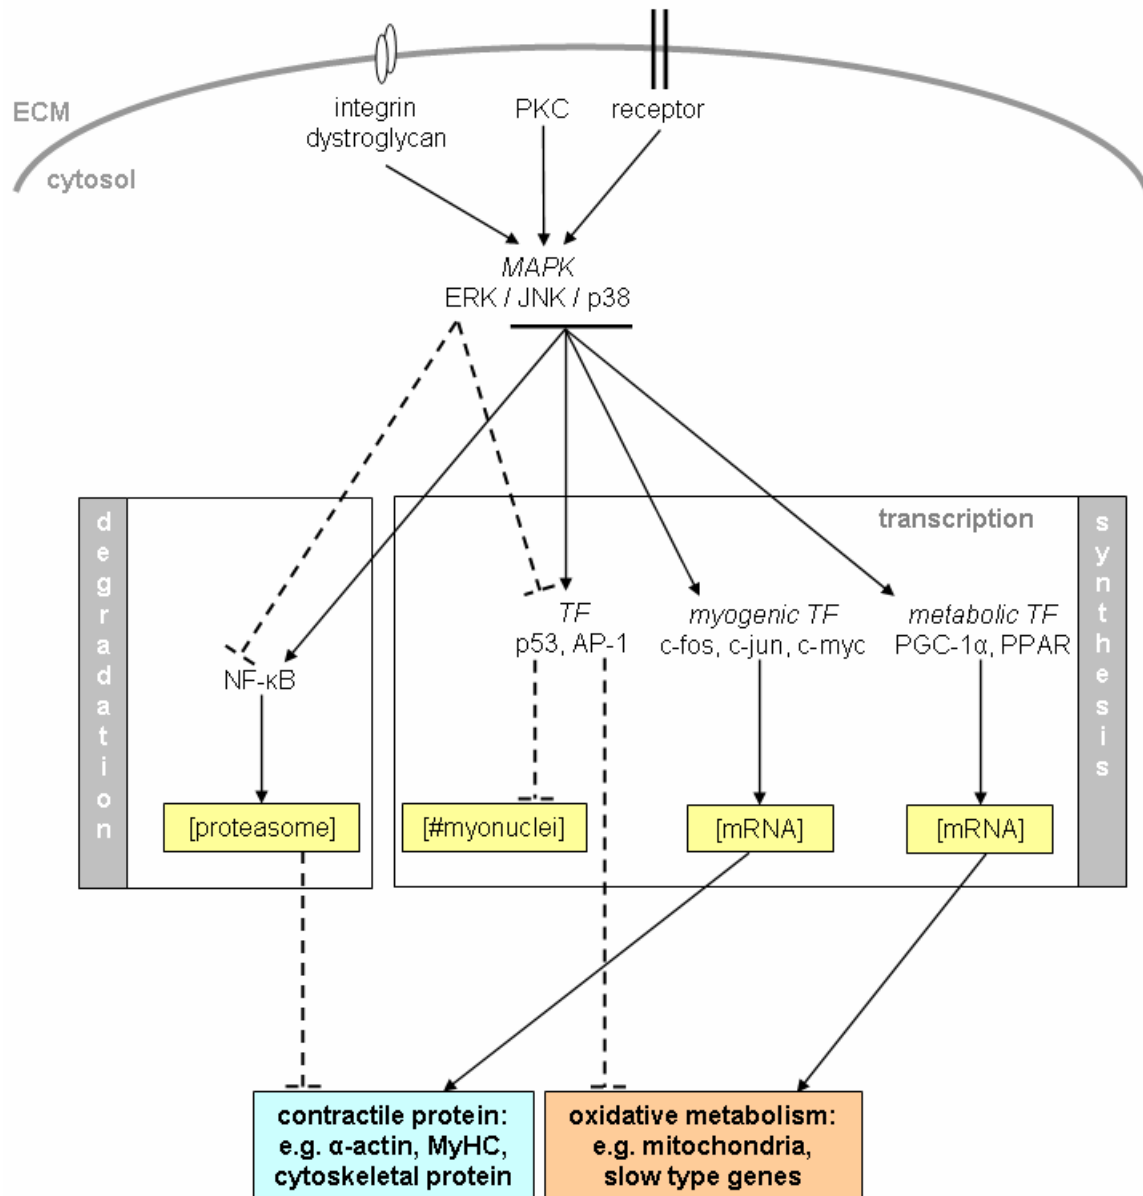 ECM
cytosol
integrin
dystroglycan
PKC
receptor
MAPK
ERK / JNK / p38
degradation
transcription
synthesis
NF-κB
TF
p53, AP-1
myogenic TF
c-fos, c-jun, c-myc
metabolic TF
PGC-1α, PPAR
[proteasome]
[#myonuclei]
[mRNA]
[mRNA]
contractile protein:
e.g. α-actin, MyHC,
cytoskeletal protein
oxidative metabolism:
e.g. mitochondria,
slow type genes